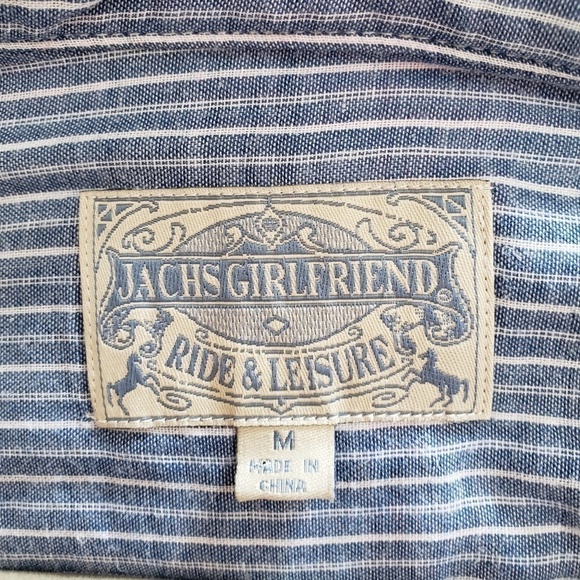 JACHS GIRLFRIEND
RIDE & LEISURE
M
MADE IN
CHINA